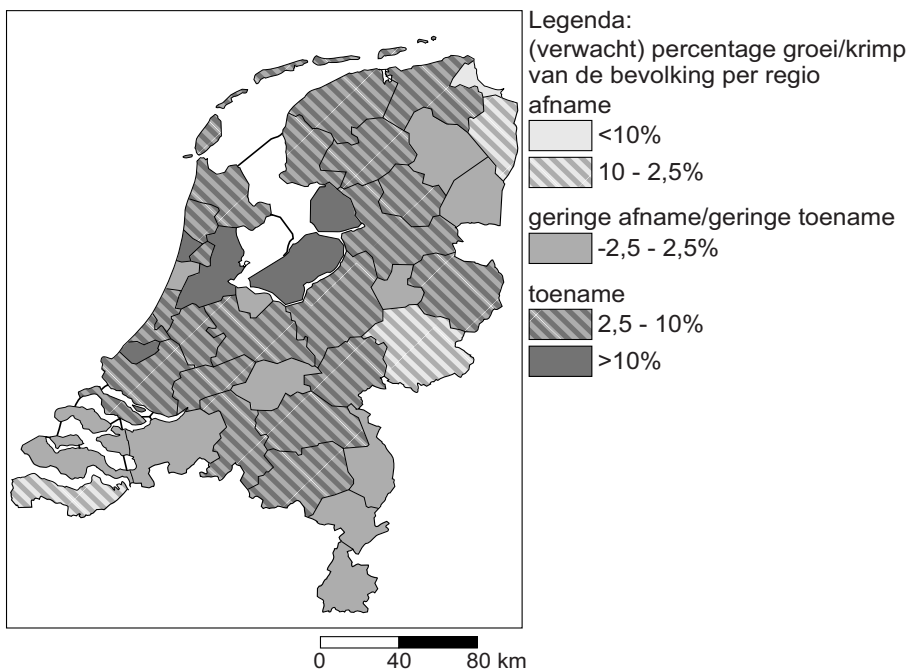 Legenda:
(verwacht) percentage groei/krimp
van de bevolking per regio
afname
<10%
10 - 2,5%
geringe afname/geringe toename
-2,5 - 2,5%
toename
2,5 - 10%
>10%
0 40 80 km